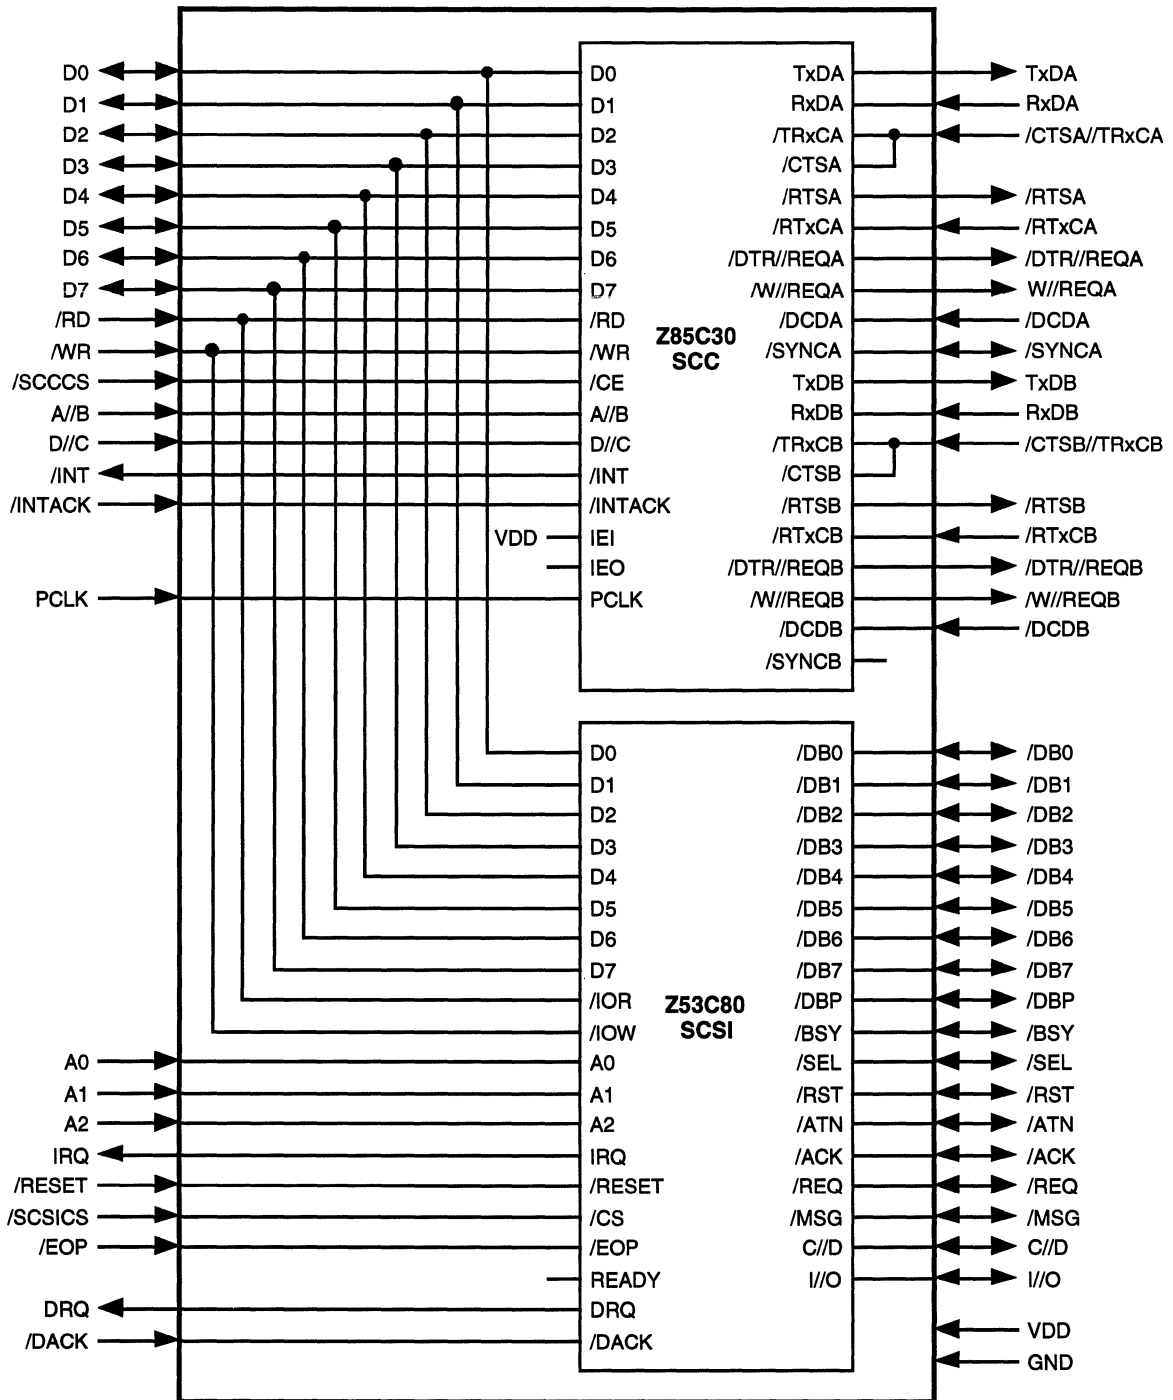 D0 D0 TxDA TxDA
D1 D1 RxDA RxDA
D2 D2 /TRxCA /CTSA//TRxCA
D3 D3 /CTSA
D4 D4 /RTSA /RTSA
D5 D5 /RTxCA /RTxCA
D6 D6 /DTR//REQA /DTR//REQA
D7 D7 /W//REQA W//REQA
/RD /RD /DCDA /DCDA
Z85C30
SCC
/WR /WR /SYNCA /SYNCA
/SCCCS /CE TxDB TxDB
A//B A//B RxDB RxDB
D//C D//C /TRxCB /CTSB//TRxCB
/INT /INT /CTSB
/INTACK /INTACK /RTSB /RTSB
VDD IEI /RTxCB /RTxCB
IEO /DTR//REQB /DTR//REQB
PCLK PCLK /W//REQB /W//REQB
/DCDB /DCDB
/SYNCB
D0 /DB0 /DB0
D1 /DB1 /DB1
D2 /DB2 /DB2
D3 /DB3 /DB3
D4 /DB4 /DB4
D5 /DB5 /DB5
D6 /DB6 /DB6
D7 /DB7 /DB7
/IOR /DBP /DBP
Z53C80
SCSI
/IOW /BSY /BSY
A0 A0 /SEL /SEL
A1 A1 /RST /RST
A2 A2 /ATN /ATN
IRQ IRQ /ACK /ACK
/RESET /RESET /REQ /REQ
/SCSICS /CS /MSG /MSG
/EOP /EOP C//D C//D
READY I//O I//O
DRQ DRQ
VDD
/DACK /DACK
GND